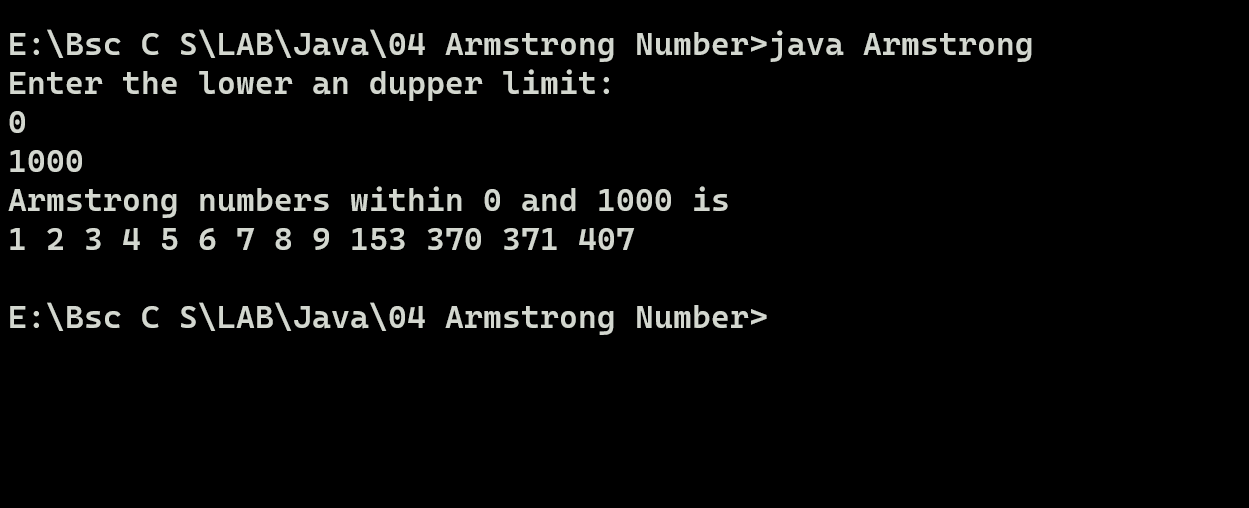 E:\Bsc C S\LAB\Java\04 Armstrong Number>java Armstrong
Enter the lower an dupper limit:
0
1000
Armstrong numbers within 0 and 1000 is
1 2 3 4 5 6 7 8 9 153 370 371 407
E:\Bsc C S\LAB\Java\04 Armstrong Number>